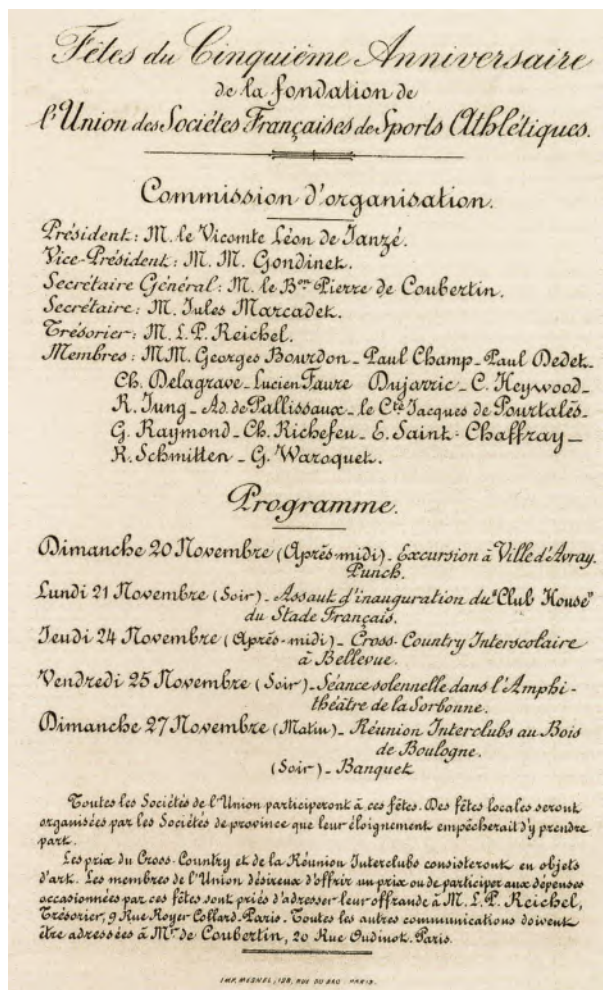 Fêtes du Cinquième Anniversaire
de la fondation de
l'Union des Sociétés Françaises de Sports Athlétiques.
Commission d'organisation.
Président: M. le Vicomte Léon de Janzé.
Vice-Président: M. M. Gondinet.
Secrétaire Général: M. le Bon Pierre de Coubertin.
Secrétaire: M. Jules Marcadet.
Trésorier: M. L. P. Reichel.
Membres: MM. Georges Bourdon - Paul Champ - Paul Dedet -
Ch. Delagrave - Lucien Faure Dujarric - C. Heywood -
R. Jung - Ad. de Pallissaux - le Cte Jacques de Pourtalès -
G. Raymond - Ch. Richefeu - E. Saint-Chaffray -
R. Schmitten - G. Waroquet.
Programme.
Dimanche 20 Novembre (Après-midi) - Excursion à Ville d'Avray.
Punch.
Lundi 21 Novembre (Soir) - Assaut d'inauguration du "Club House"
du Stade Français.
Jeudi 24 Novembre (Après-midi) - Cross-Country Interscolaire
à Bellevue.
Vendredi 25 Novembre (Soir) - Séance solennelle dans l'Amphi-
théâtre de la Sorbonne.
Dimanche 27 Novembre (Matin) - Réunion Interclubs au Bois
de Boulogne.
(Soir) - Banquet
Toutes les Sociétés de l'Union participeront à ces fêtes. Des fêtes locales seront
organisées par les Sociétés de province que leur éloignement empêcherait d'y prendre
part.
Les prix du Cross-Country et de la Réunion Interclubs consisteront en objets
d'art. Les membres de l'Union désireux d'offrir un prix ou de participer aux dépenses
occasionnées par ces fêtes sont priés d'adresser leur offrande à M. L. P. Reichel,
Trésorier, 9 Rue Royer Collard. Paris. Toutes les autres communications doivent
être adressées à Mr de Coubertin, 20 Rue Oudinot. Paris.
IMP. MESNEL, 128, RUE DU BAC - PARIS.